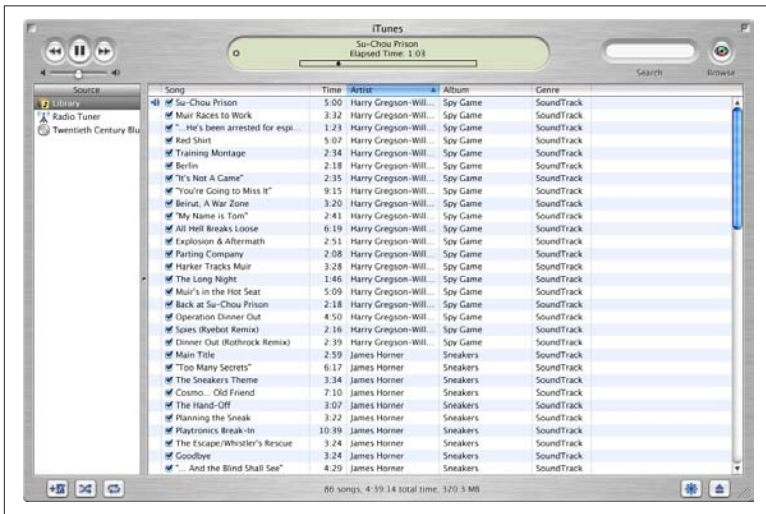 iTunes
Su-Chou Prison
Elapsed Time: 1:03
Search
Browse
Source
Song Time Artist Album Genre
Library
Radio Tuner
Twentieth Century Blu
Su-Chou Prison 5:00 Harry Gregson-Will... Spy Game SoundTrack
Muir Races to Work 3:32 Harry Gregson-Will... Spy Game SoundTrack
"...He's been arrested for espi... 1:23 Harry Gregson-Will... Spy Game SoundTrack
Red Shirt 5:07 Harry Gregson-Will... Spy Game SoundTrack
Training Montage 2:34 Harry Gregson-Will... Spy Game SoundTrack
Berlin 2:18 Harry Gregson-Will... Spy Game SoundTrack
"It's Not A Game" 2:35 Harry Gregson-Will... Spy Game SoundTrack
"You're Going to Miss It" 9:15 Harry Gregson-Will... Spy Game SoundTrack
Beirut, A War Zone 3:20 Harry Gregson-Will... Spy Game SoundTrack
"My Name is Tom" 2:41 Harry Gregson-Will... Spy Game SoundTrack
All Hell Breaks Loose 6:19 Harry Gregson-Will... Spy Game SoundTrack
Explosion & Aftermath 2:51 Harry Gregson-Will... Spy Game SoundTrack
Parting Company 2:08 Harry Gregson-Will... Spy Game SoundTrack
Harker Tracks Muir 3:28 Harry Gregson-Will... Spy Game SoundTrack
The Long Night 1:46 Harry Gregson-Will... Spy Game SoundTrack
Muir's in the Hot Seat 5:09 Harry Gregson-Will... Spy Game SoundTrack
Back at Su-Chou Prison 2:18 Harry Gregson-Will... Spy Game SoundTrack
Operation Dinner Out 4:50 Harry Gregson-Will... Spy Game SoundTrack
Spies (Ryebot Remix) 2:16 Harry Gregson-Will... Spy Game SoundTrack
Dinner Out (Rothrock Remix) 2:39 Harry Gregson-Will... Spy Game SoundTrack
Main Title 2:59 James Horner Sneakers SoundTrack
"Too Many Secrets" 6:17 James Horner Sneakers SoundTrack
The Sneakers Theme 3:34 James Horner Sneakers SoundTrack
Cosmo... Old Friend 7:10 James Horner Sneakers SoundTrack
The Hand-Off 3:07 James Horner Sneakers SoundTrack
Planning the Sneak 3:22 James Horner Sneakers SoundTrack
Playtronics Break-In 10:39 James Horner Sneakers SoundTrack
The Escape/Whistler's Rescue 3:24 James Horner Sneakers SoundTrack
Goodbye 3:24 James Horner Sneakers SoundTrack
"... And the Blind Shall See" 4:29 James Horner Sneakers SoundTrack
86 songs, 4:39:14 total time, 320.3 MB